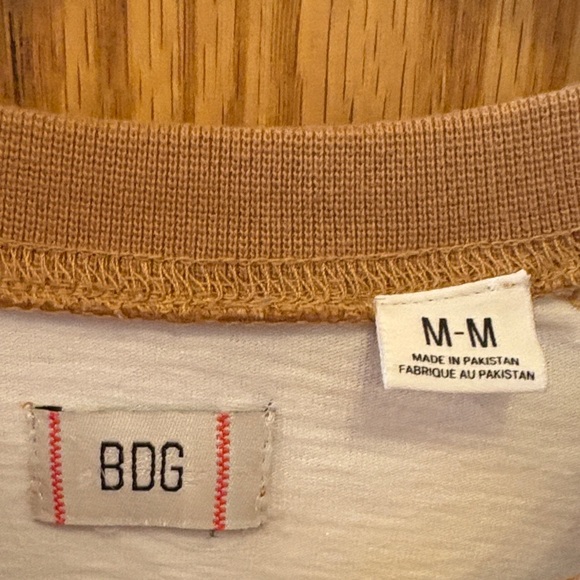 M-M
MADE IN PAKISTAN
FABRIQUE AU PAKISTAN
BDG